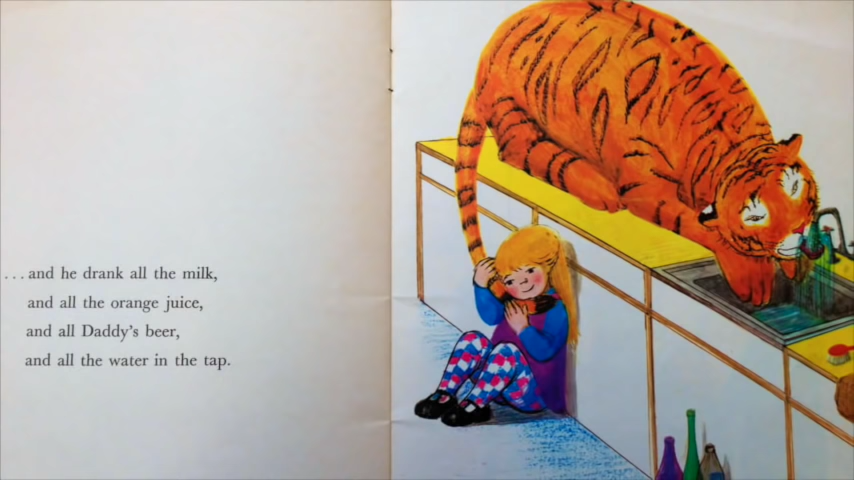 ...and he drank all the milk,
and all the orange juice,
and all Daddy's beer,
and all the water in the tap.